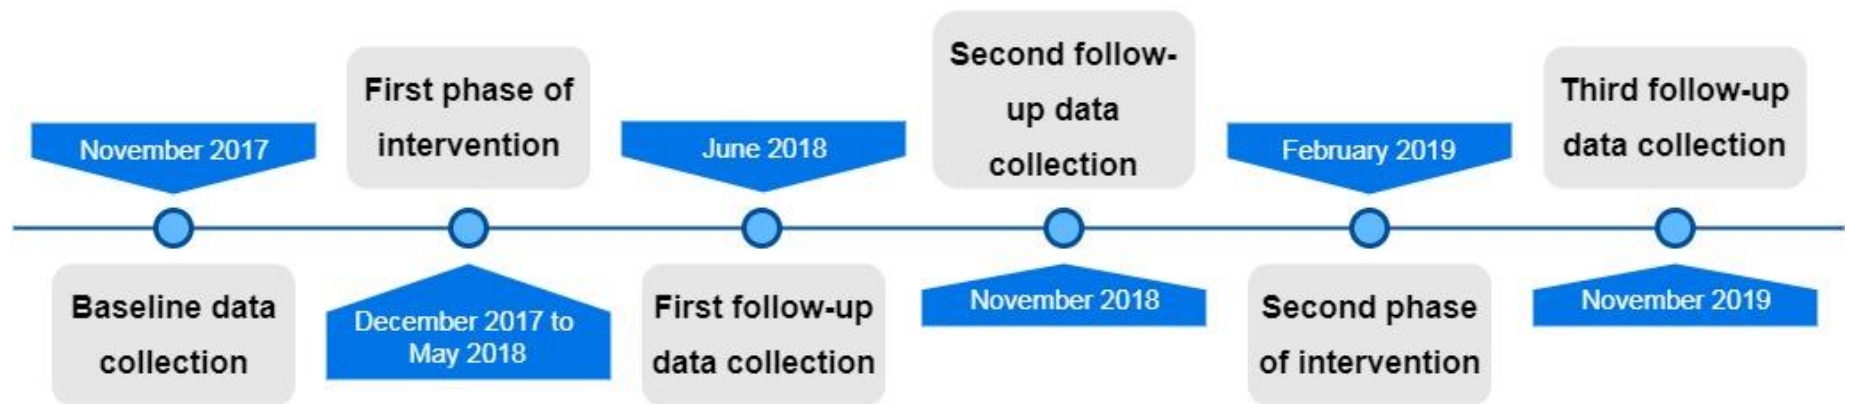 November 2017
Baseline data
collection
First phase of
intervention
December 2017 to
May 2018
June 2018
First follow-up
data collection
Second follow-
up data
collection
November 2018
February 2019
Second phase
of intervention
Third follow-up
data collection
November 2019